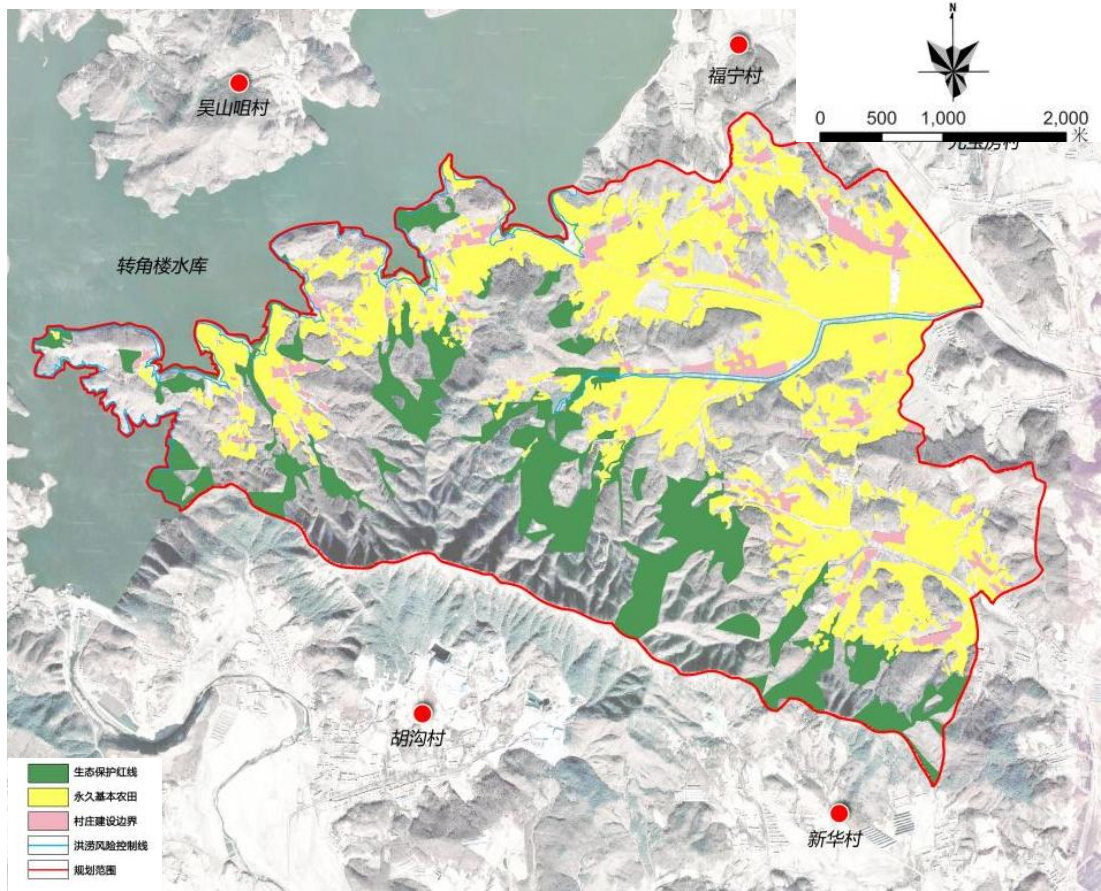 N
福宁村
吴山咀村
0 500 1,000 2,000
米
转角楼水库
胡沟村
新华村
生态保护红线
永久基本农田
村庄建设边界
洪涝风险控制线
规划范围